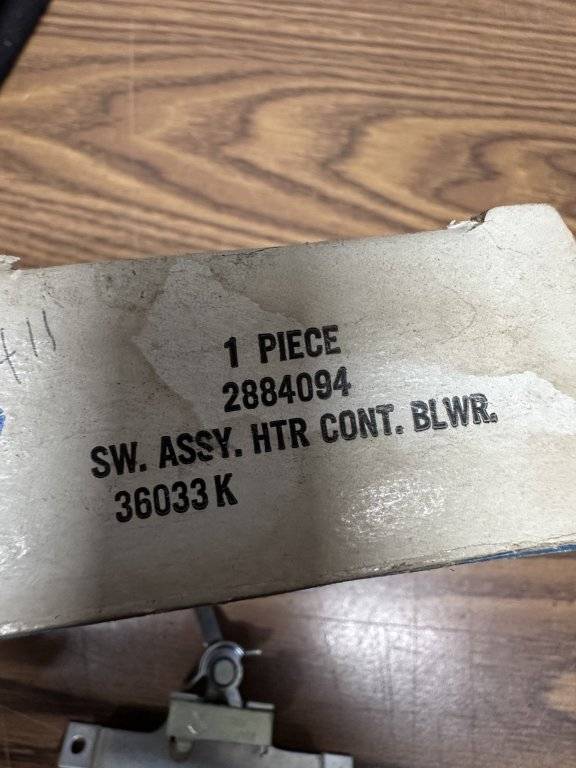 1 PIECE
2884094
SW. ASSY. HTR CONT. BLWR.
36033 K